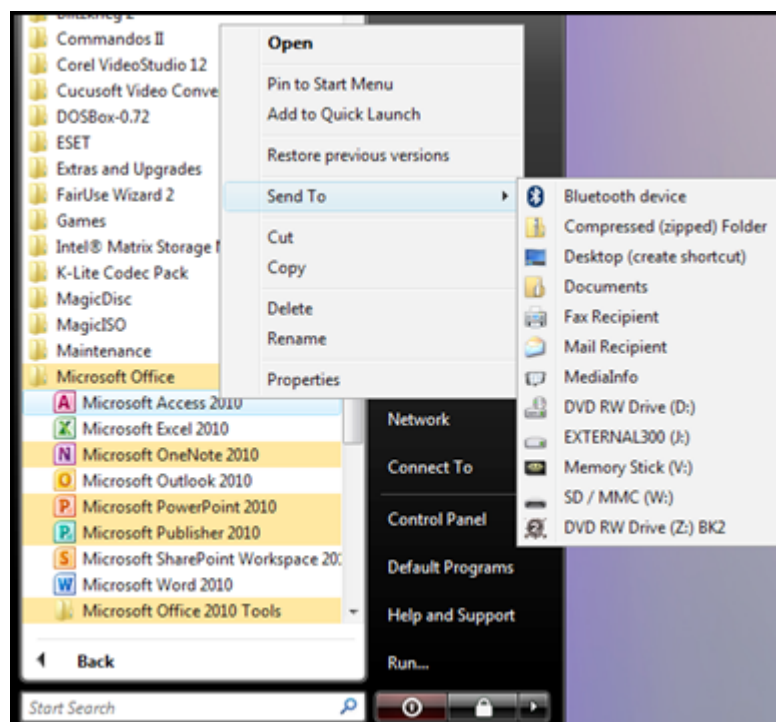 Blitzkrieg 2
Commandos II
Corel VideoStudio 12
Cucusoft Video Conve
DOSBox-0.72
ESET
Extras and Upgrades
FairUse Wizard 2
Games
Intel® Matrix Storage
K-Lite Codec Pack
MagicDisc
MagicISO
Maintenance
Microsoft Office
Microsoft Access 2010
Microsoft Excel 2010
Microsoft OneNote 2010
Microsoft Outlook 2010
Microsoft PowerPoint 2010
Microsoft Publisher 2010
Microsoft SharePoint Workspace 20
Microsoft Word 2010
Microsoft Office 2010 Tools
Back
Start Search
Open
Pin to Start Menu
Add to Quick Launch
Restore previous versions
Send To
Cut
Copy
Delete
Rename
Properties
Network
Connect To
Control Panel
Default Programs
Help and Support
Run...
Bluetooth device
Compressed (zipped) Folder
Desktop (create shortcut)
Documents
Fax Recipient
Mail Recipient
MediaInfo
DVD RW Drive (D:)
EXTERNAL300 (J:)
Memory Stick (V:)
SD / MMC (W:)
DVD RW Drive (Z:) BK2